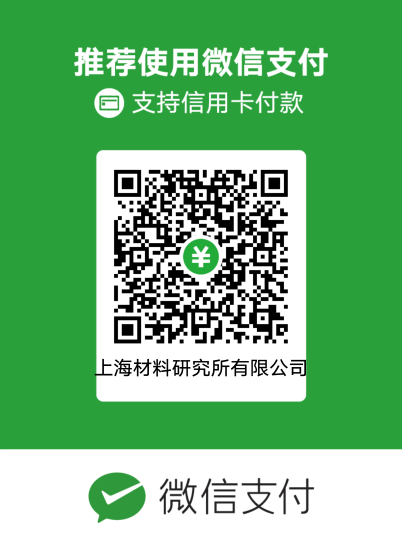 推荐使用微信支付
支持信用卡付款
¥
上海材料研究所有限公司
微信支付